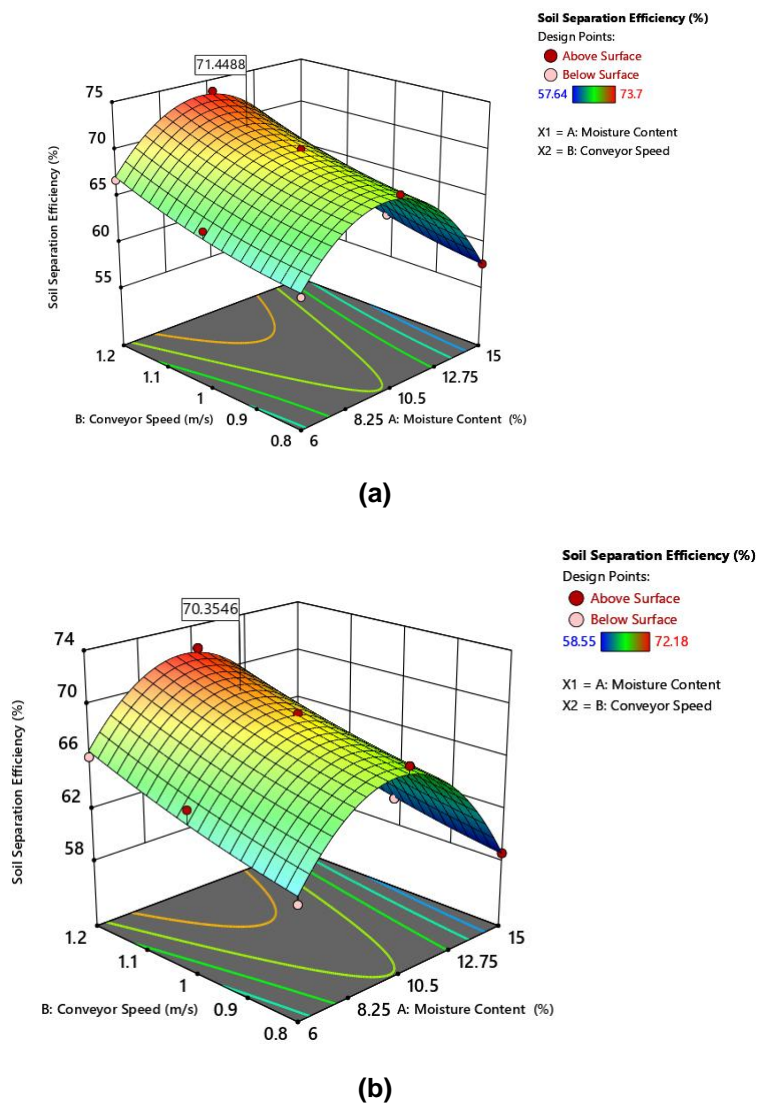 Soil Separation Efficiency (%)
Design Points:
Above Surface
Below Surface
57.64 73.7
X1 = A: Moisture Content
X2 = B: Conveyor Speed
71.4488
75
70
65
60
55
Soil Separation Efficiency (%)
1.2
1.1
1
0.9
0.8
B: Conveyor Speed (m/s)
6
8.25
10.5
12.75
15
A: Moisture Content (%)
(a)
Soil Separation Efficiency (%)
Design Points:
Above Surface
Below Surface
58.55 72.18
X1 = A: Moisture Content
X2 = B: Conveyor Speed
70.3546
74
70
66
62
58
Soil Separation Efficiency (%)
1.2
1.1
1
0.9
0.8
B: Conveyor Speed (m/s)
6
8.25
10.5
12.75
15
A: Moisture Content (%)
(b)